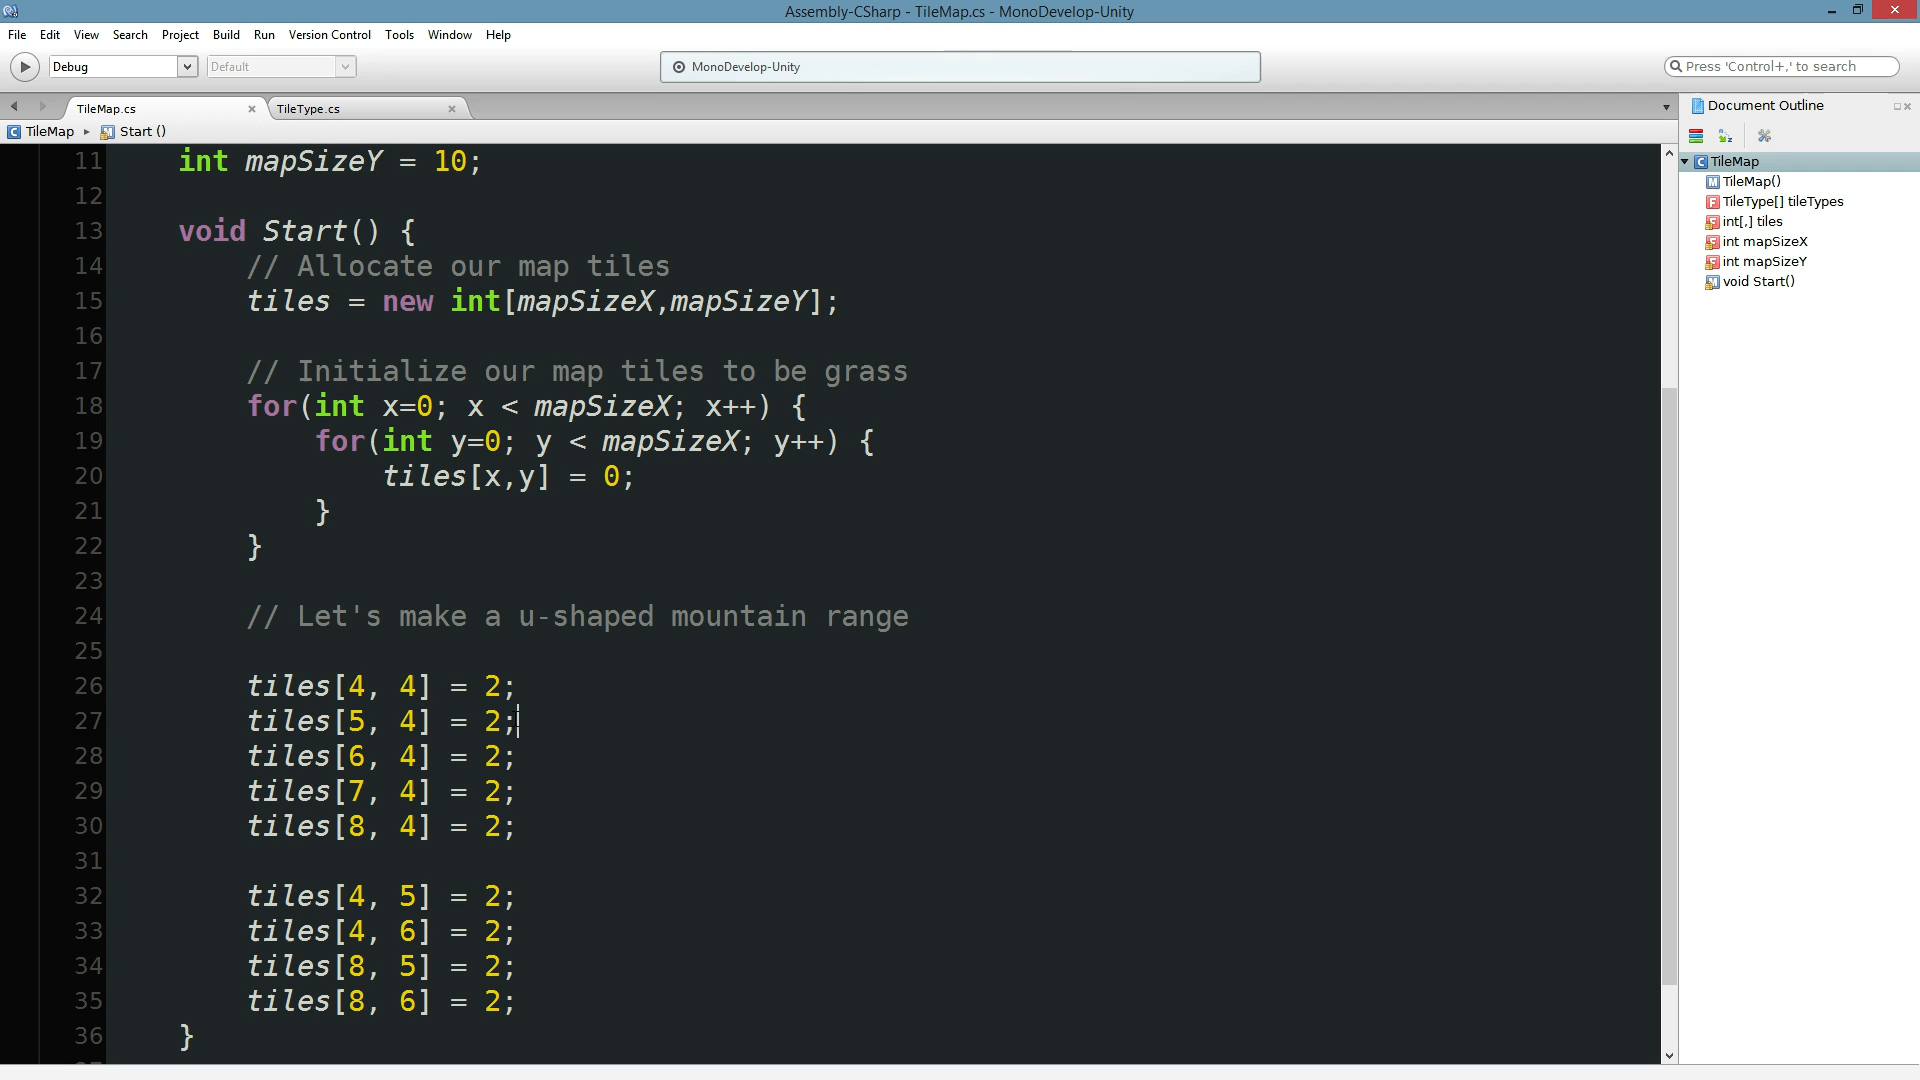 Assembly-CSharp - TileMap.cs - MonoDevelop-Unity
File Edit View Search Project Build Run Version Control Tools Window Help
Debug Default MonoDevelop-Unity Press 'Control+,' to search
TileMap.cs TileType.cs
TileMap Start ()
11 int mapSizeY = 10;
12
13 void Start() {
14 // Allocate our map tiles
15 tiles = new int[mapSizeX,mapSizeY];
16
17 // Initialize our map tiles to be grass
18 for(int x=0; x < mapSizeX; x++) {
19 for(int y=0; y < mapSizeX; y++) {
20 tiles[x,y] = 0;
21 }
22 }
23
24 // Let's make a u-shaped mountain range
25
26 tiles[4, 4] = 2;
27 tiles[5, 4] = 2;
28 tiles[6, 4] = 2;
29 tiles[7, 4] = 2;
30 tiles[8, 4] = 2;
31
32 tiles[4, 5] = 2;
33 tiles[4, 6] = 2;
34 tiles[8, 5] = 2;
35 tiles[8, 6] = 2;
36 }
Document Outline
TileMap
TileMap()
TileType[] tileTypes
int[,] tiles
int mapSizeX
int mapSizeY
void Start()